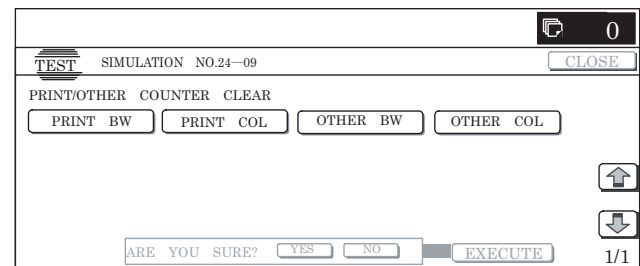 0
TEST SIMULATION NO.24—09 CLOSE
PRINT/OTHER COUNTER CLEAR
PRINT BW PRINT COL OTHER BW OTHER COL
ARE YOU SURE? YES NO EXECUTE 1/1